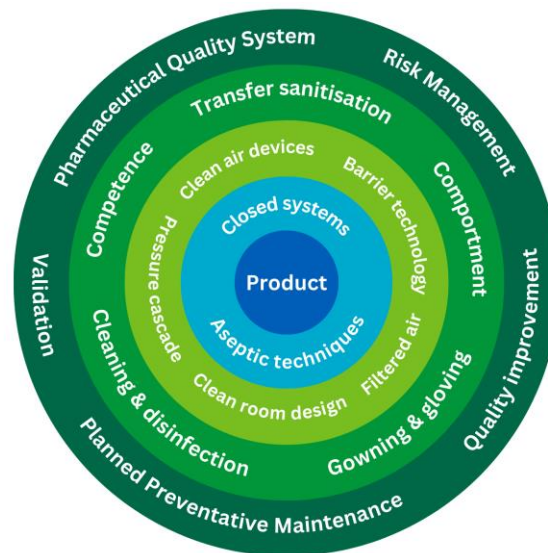 Pharmaceutical Quality System
Risk Management
Quality improvement
Planned Preventative Maintenance
Validation
Transfer sanitisation
Comportment
Gowning & gloving
Cleaning & disinfection
Competence
Clean air devices
Barrier technology
Filtered air
Clean room design
Pressure cascade
Closed systems
Aseptic techniques
Product